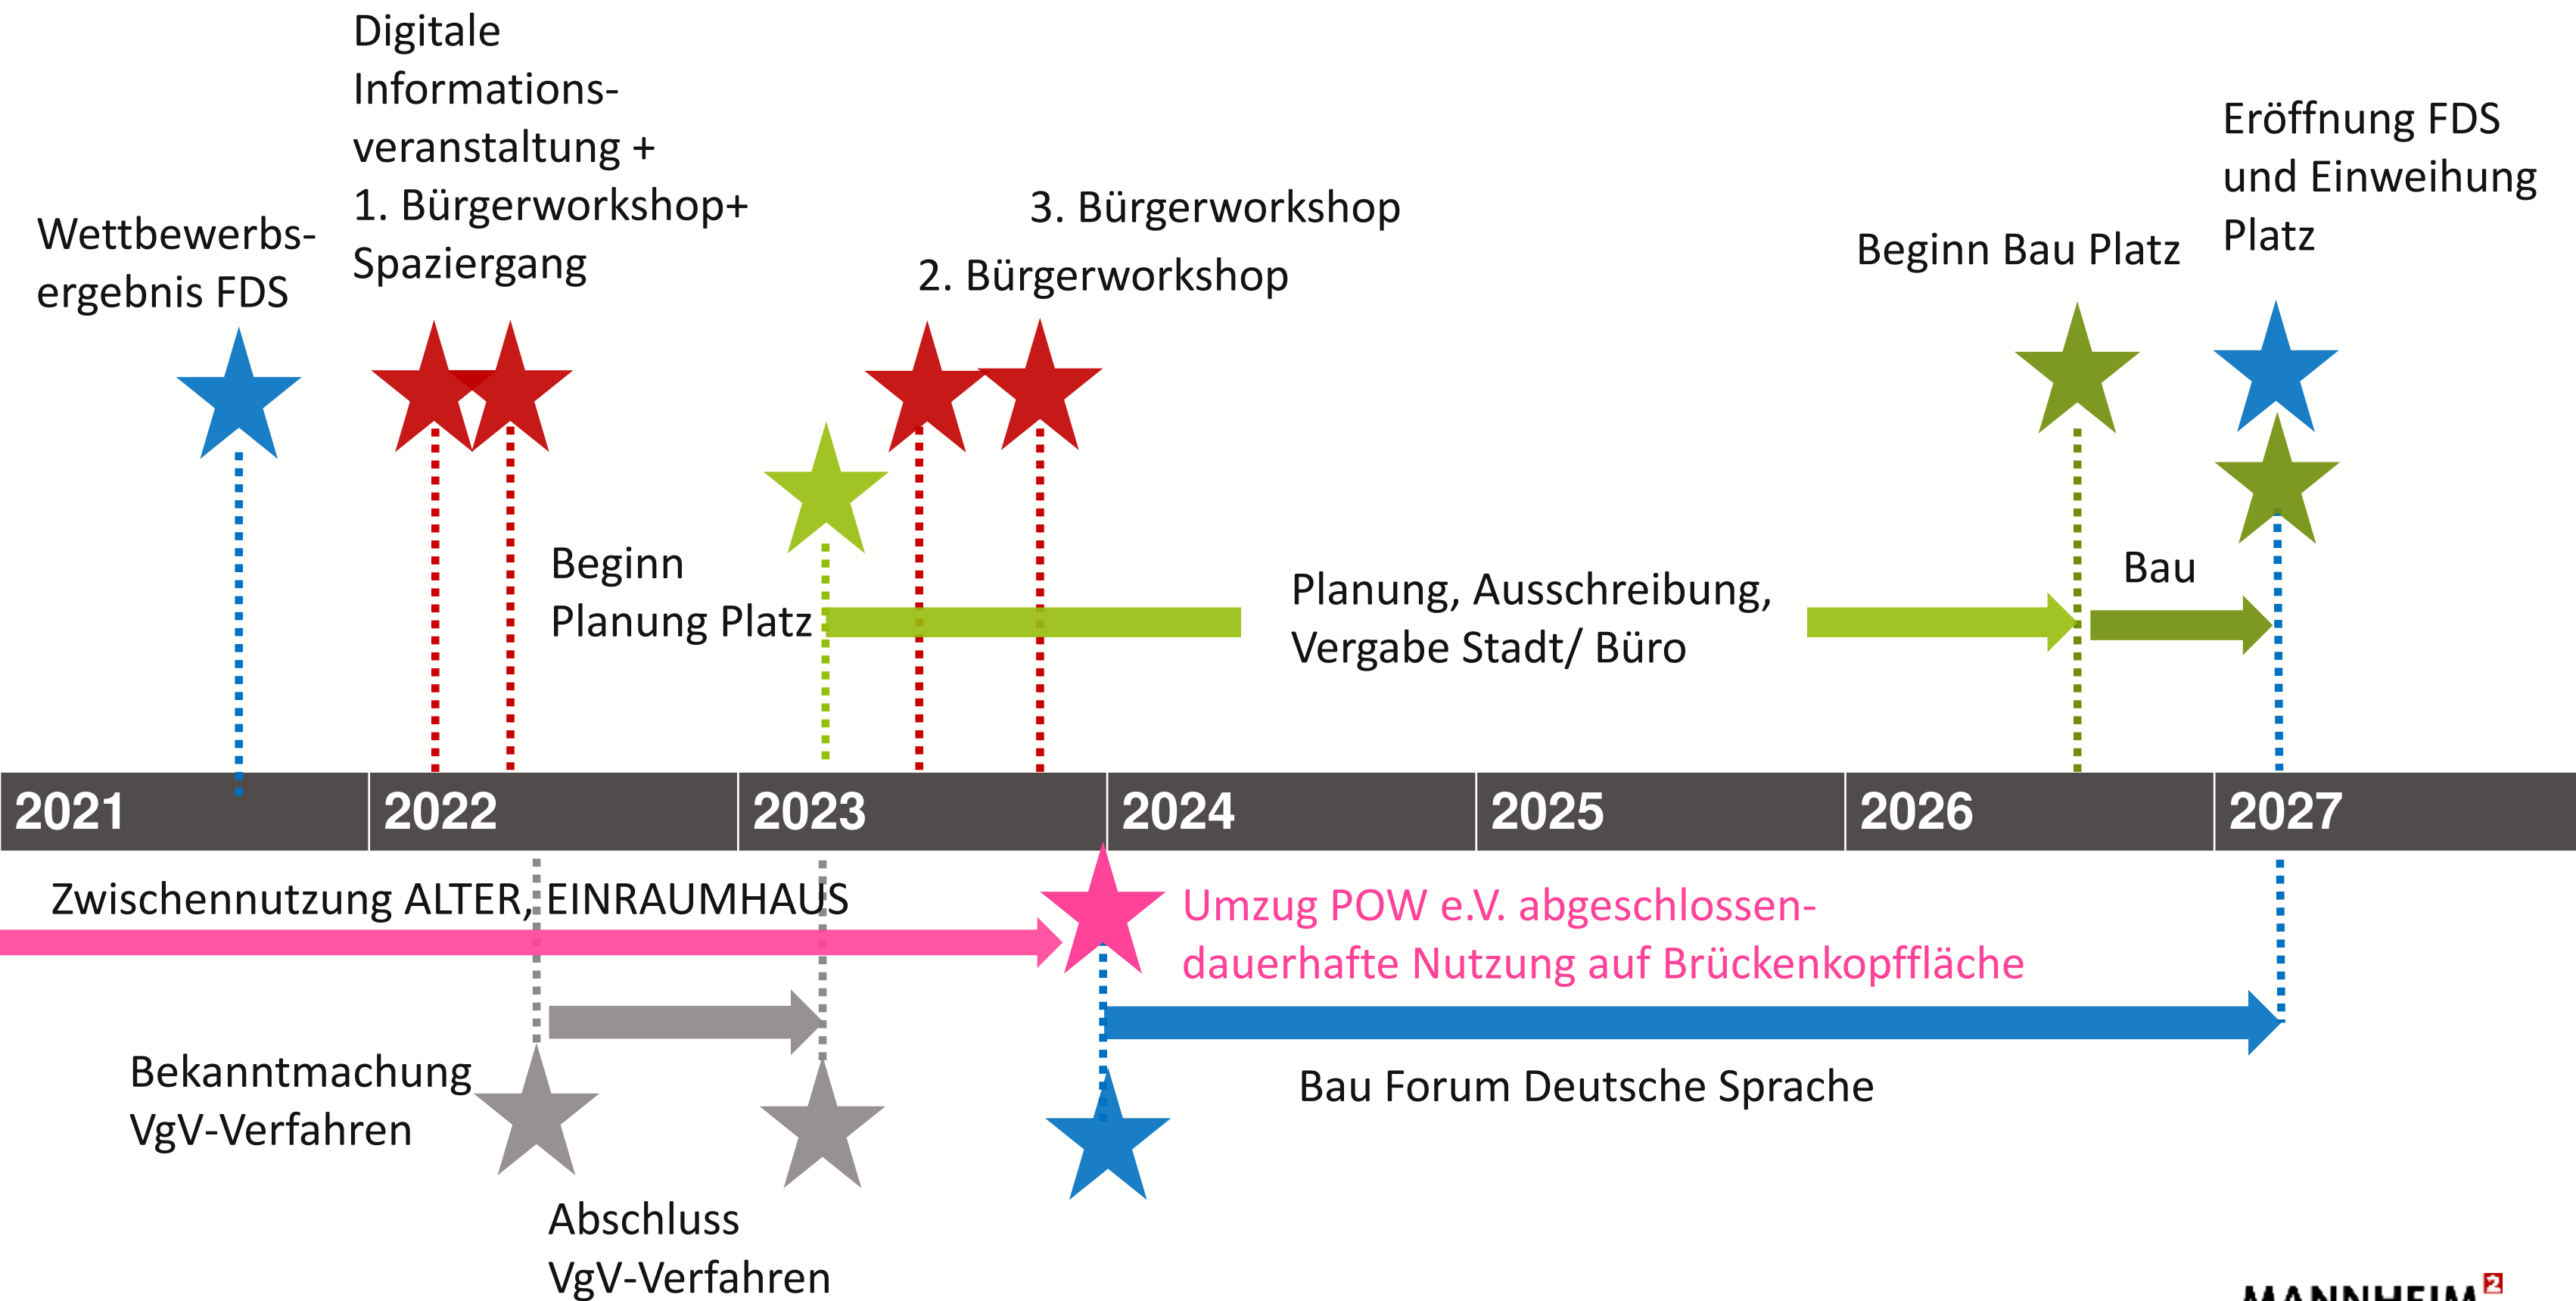 Digitale
Informations-
veranstaltung +
1. Bürgerworkshop+
Spaziergang
Wettbewerbs-
ergebnis FDS
3. Bürgerworkshop
2. Bürgerworkshop
Beginn Bau Platz
Eröffnung FDS
und Einweihung
Platz
Beginn
Planung Platz
Planung, Ausschreibung,
Vergabe Stadt/ Büro
Bau
2021 2022 2023 2024 2025 2026 2027
Zwischennutzung ALTER, EINRAUMHAUS
Umzug POW e.V. abgeschlossen-
dauerhafte Nutzung auf Brückenkopffläche
Bekanntmachung
VgV-Verfahren
Bau Forum Deutsche Sprache
Abschluss
VgV-Verfahren
MANNHEIM 2